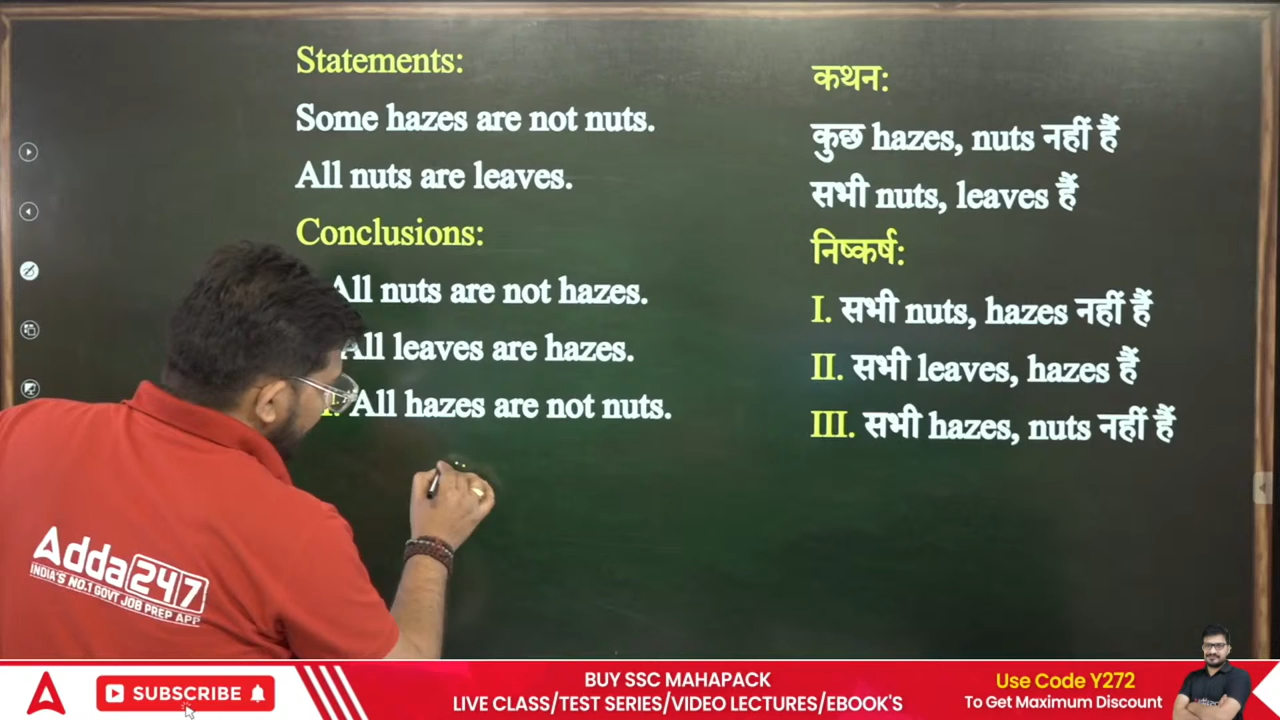 Statements:
Some hazes are not nuts.
All nuts are leaves.
Conclusions:
All nuts are not hazes.
All leaves are hazes.
I. All hazes are not nuts.
कथन:
कुछ hazes, nuts नहीं हैं
सभी nuts, leaves हैं
निष्कर्ष:
I. सभी nuts, hazes नहीं हैं
II. सभी leaves, hazes हैं
III. सभी hazes, nuts नहीं हैं
Adda247
INDIA'S NO.1 GOVT JOB PREP APP
SUBSCRIBE
BUY SSC MAHAPACK
LIVE CLASS/TEST SERIES/VIDEO LECTURES/EBOOK'S
Use Code Y272
To Get Maximum Discount